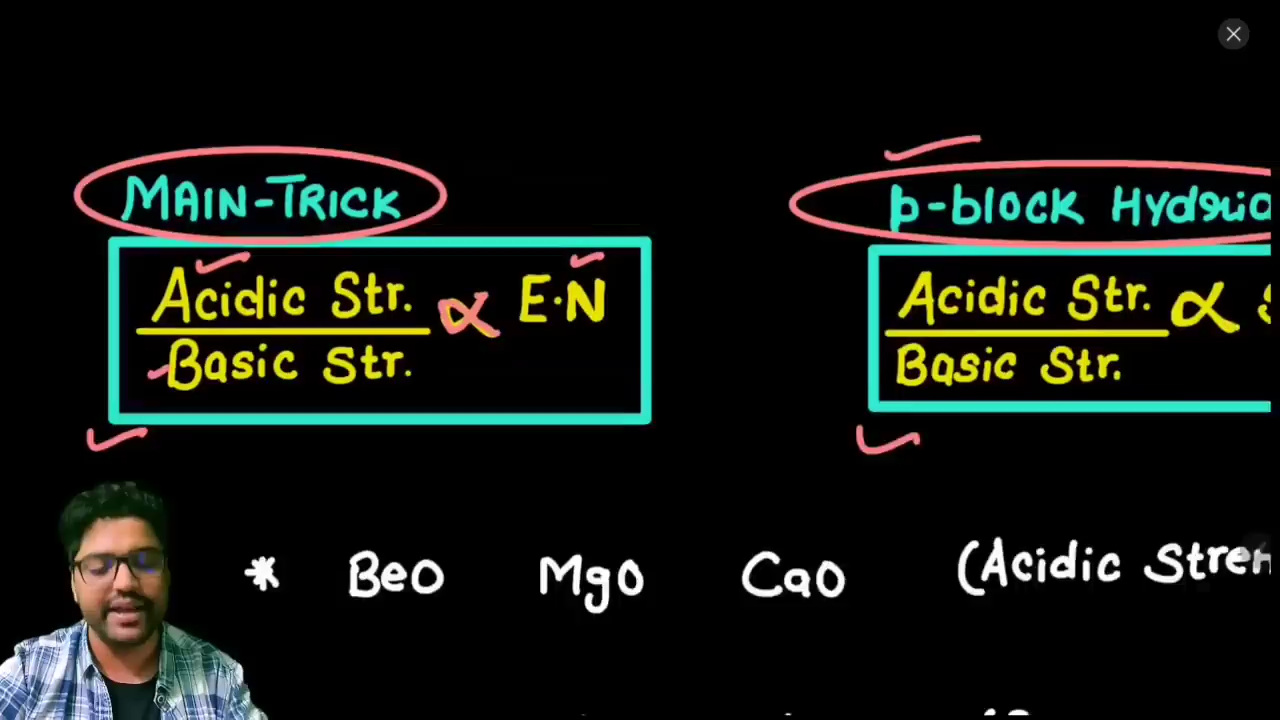 MAIN-TRICK
Acidic Str. ∝ E·N
Basic Str.
p-block Hydri
Acidic Str. ∝
Basic Str.
* BeO MgO CaO (Acidic Stren